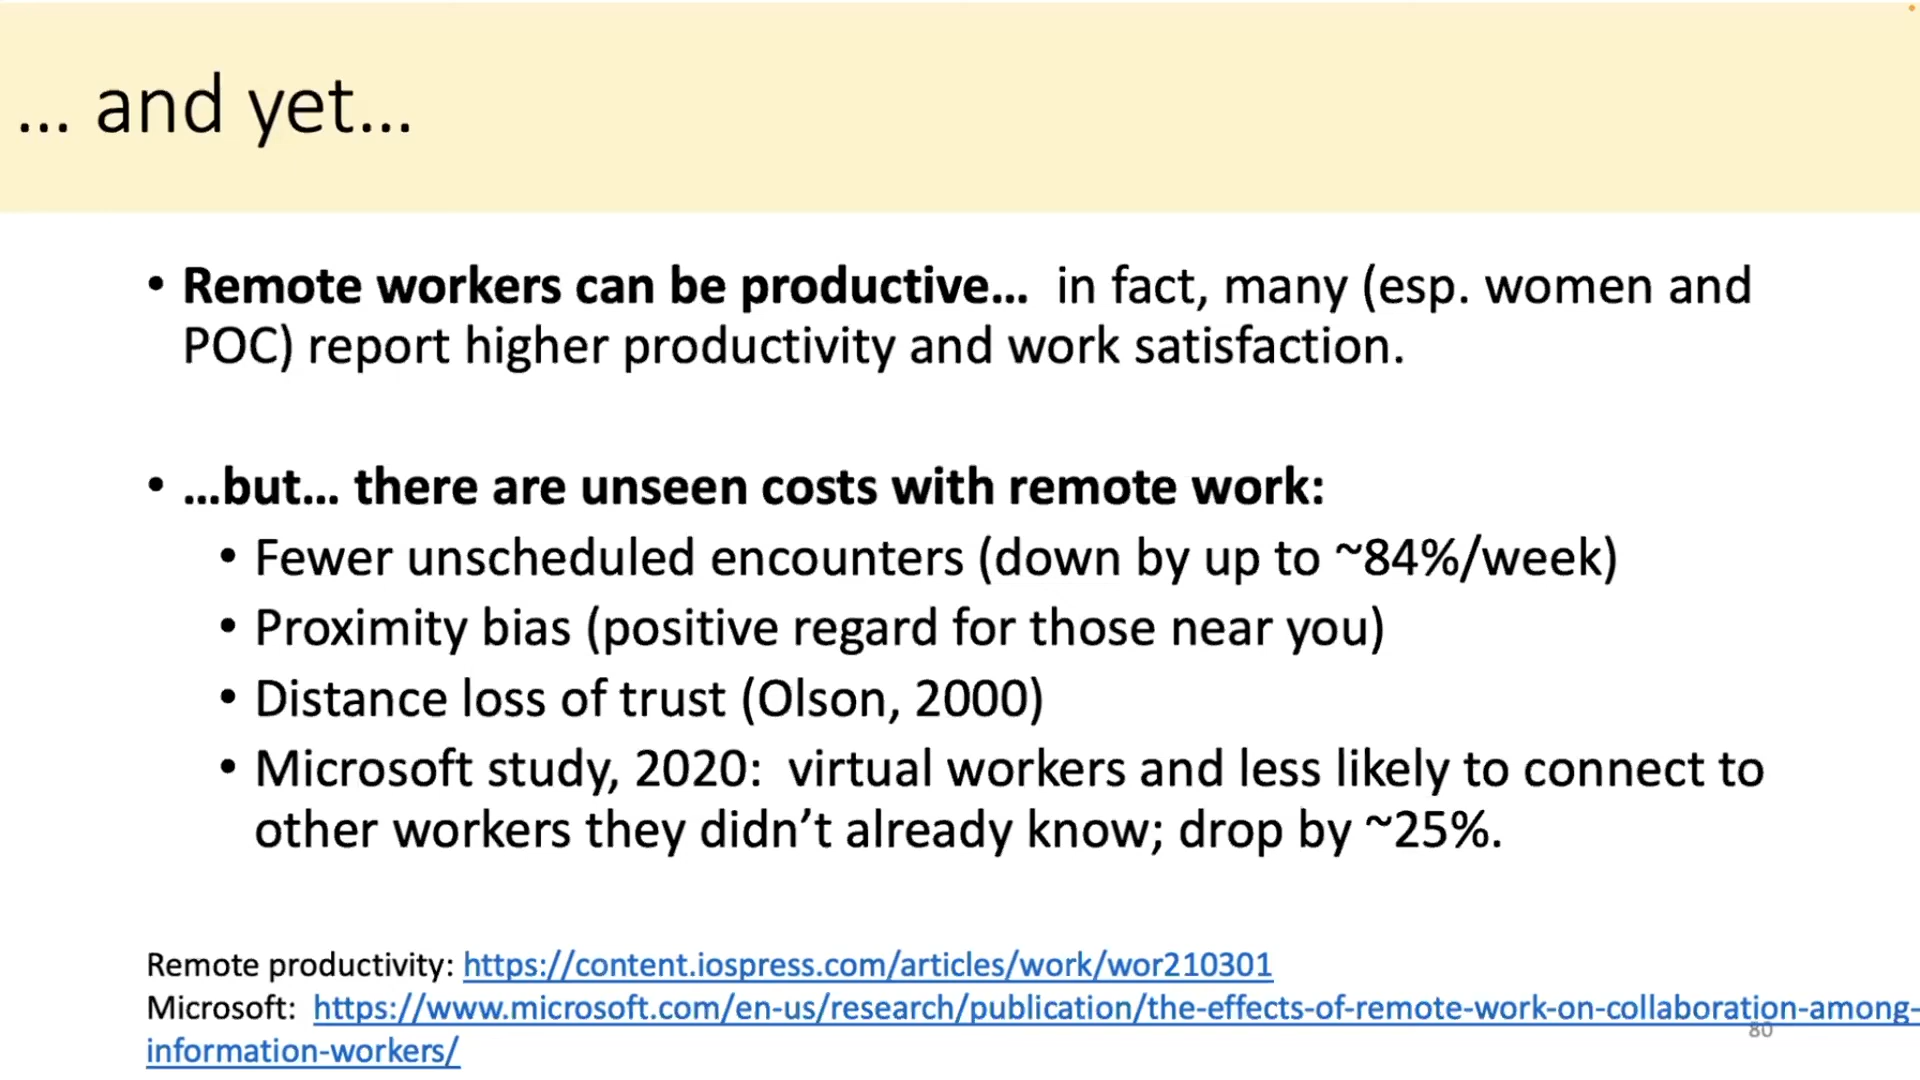 ... and yet...
• Remote workers can be productive... in fact, many (esp. women and
POC) report higher productivity and work satisfaction.
• ...but... there are unseen costs with remote work:
• Fewer unscheduled encounters (down by up to ~84%/week)
• Proximity bias (positive regard for those near you)
• Distance loss of trust (Olson, 2000)
• Microsoft study, 2020: virtual workers and less likely to connect to
other workers they didn’t already know; drop by ~25%.
Remote productivity: https://content.iospress.com/articles/work/wor210301
Microsoft: https://www.microsoft.com/en-us/research/publication/the-effects-of-remote-work-on-collaboration-among-
information-workers/
80